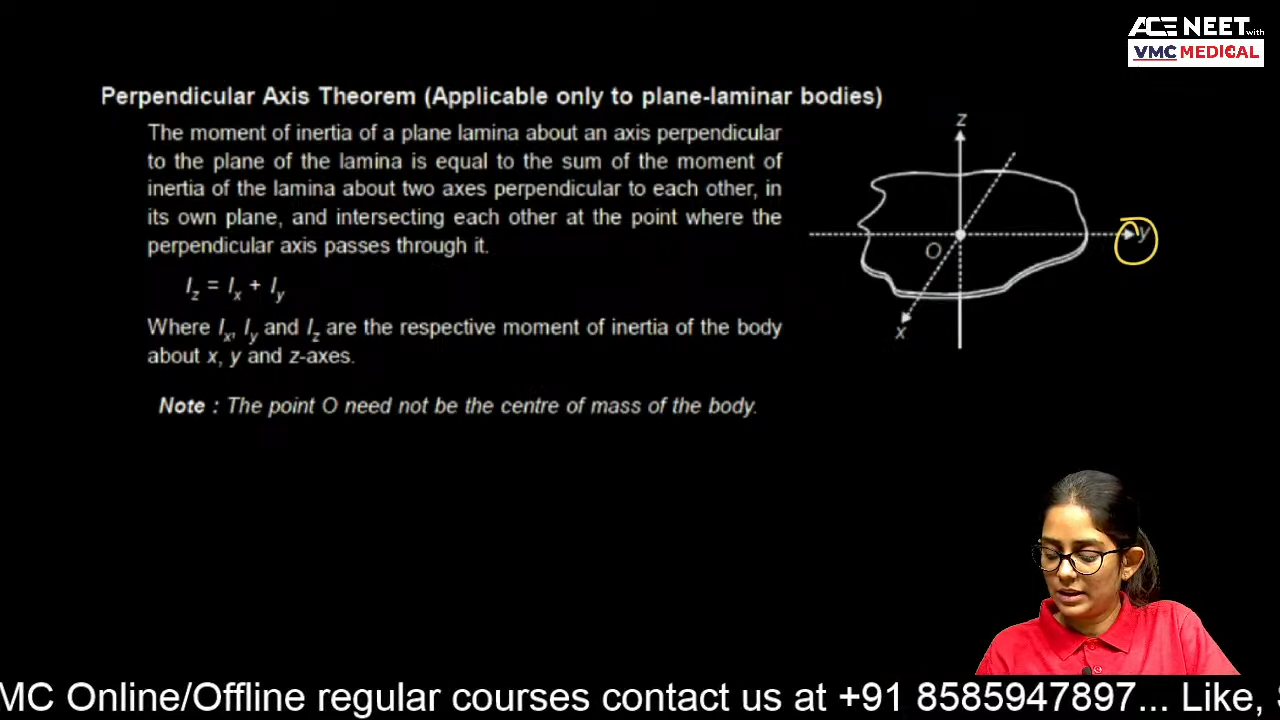 ACE NEET with
VMC MEDICAL
Perpendicular Axis Theorem (Applicable only to plane-laminar bodies)
The moment of inertia of a plane lamina about an axis perpendicular
to the plane of the lamina is equal to the sum of the moment of
inertia of the lamina about two axes perpendicular to each other, in
its own plane, and intersecting each other at the point where the
perpendicular axis passes through it.
I_z = I_x + I_y
Where I_x, I_y and I_z are the respective moment of inertia of the body
about x, y and z-axes.
Note : The point O need not be the centre of mass of the body.
z
y
O
x
MC Online/Offline regular courses contact us at +91 8585947897... Like,